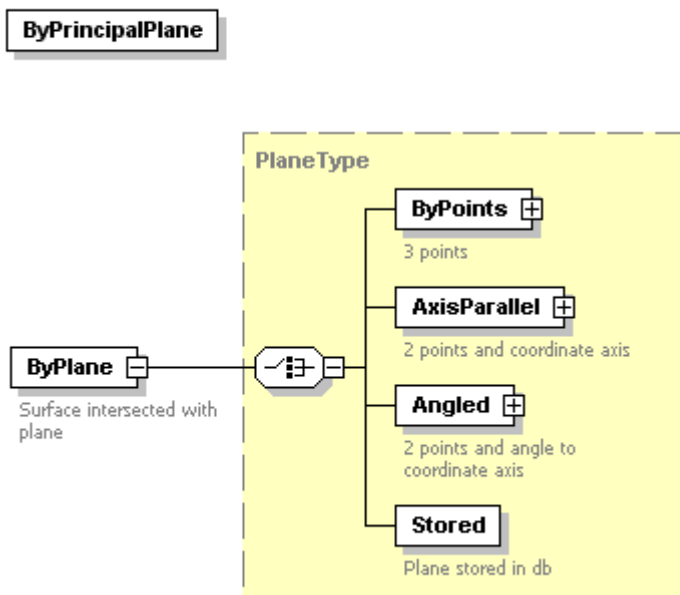 ByPrincipalPlane
PlaneType
ByPoints
3 points
AxisParallel
2 points and coordinate axis
ByPlane
Surface intersected with
plane
Angled
2 points and angle to
coordinate axis
Stored
Plane stored in db